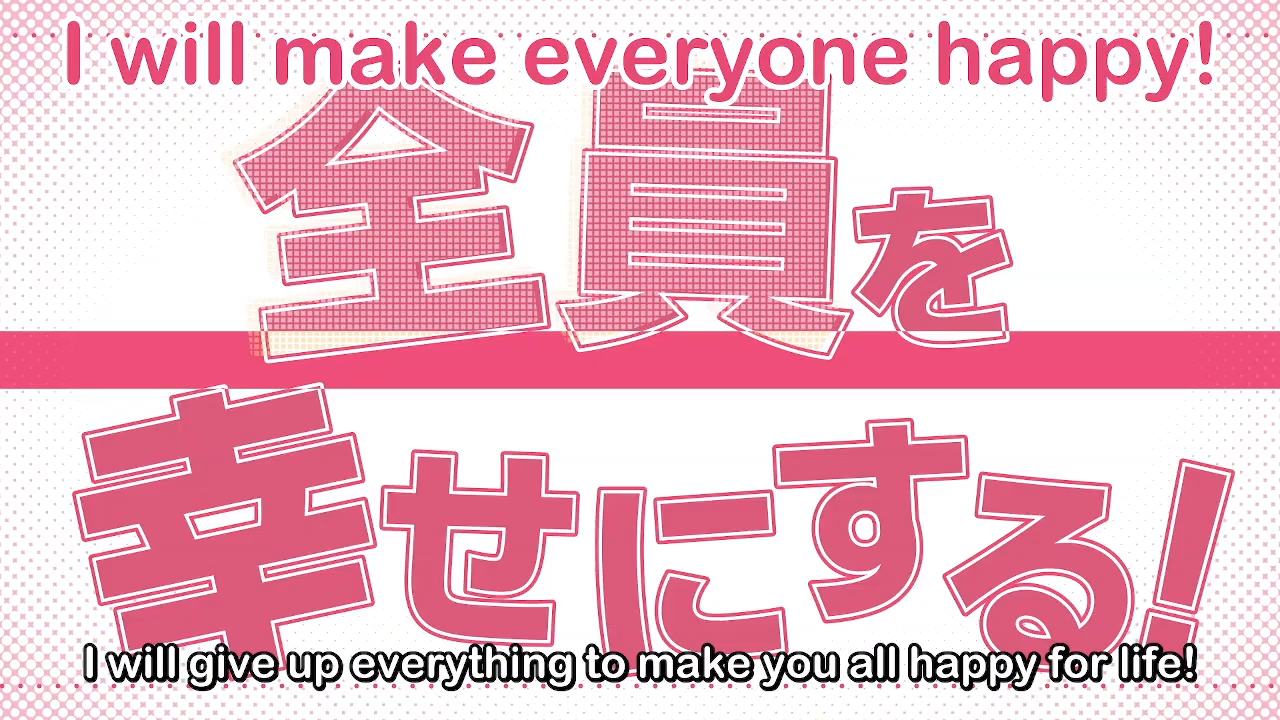 I will make everyone happy!
全員を
幸せにする!
I will give up everything to make you all happy for life!